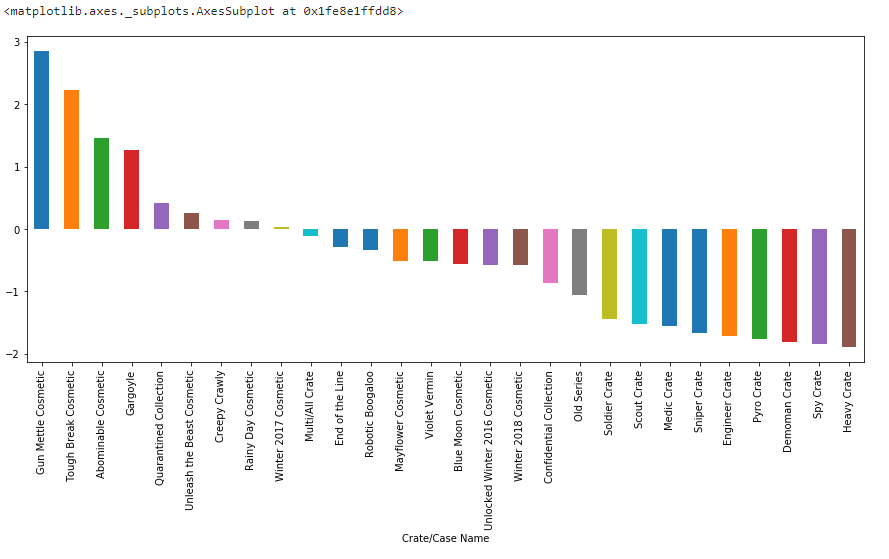 <matplotlib.axes._subplots.AxesSubplot at 0x1fe8e1ffdd8>
3
2
1
0
−1
−2
Gun Mettle Cosmetic
Tough Break Cosmetic
Abominable Cosmetic
Gargoyle
Quarantined Collection
Unleash the Beast Cosmetic
Creepy Crawly
Rainy Day Cosmetic
Winter 2017 Cosmetic
Multi/All Crate
End of the Line
Robotic Boogaloo
Mayflower Cosmetic
Violet Vermin
Blue Moon Cosmetic
Unlocked Winter 2016 Cosmetic
Winter 2018 Cosmetic
Confidential Collection
Old Series
Soldier Crate
Scout Crate
Medic Crate
Sniper Crate
Engineer Crate
Pyro Crate
Demoman Crate
Spy Crate
Heavy Crate
Crate/Case Name